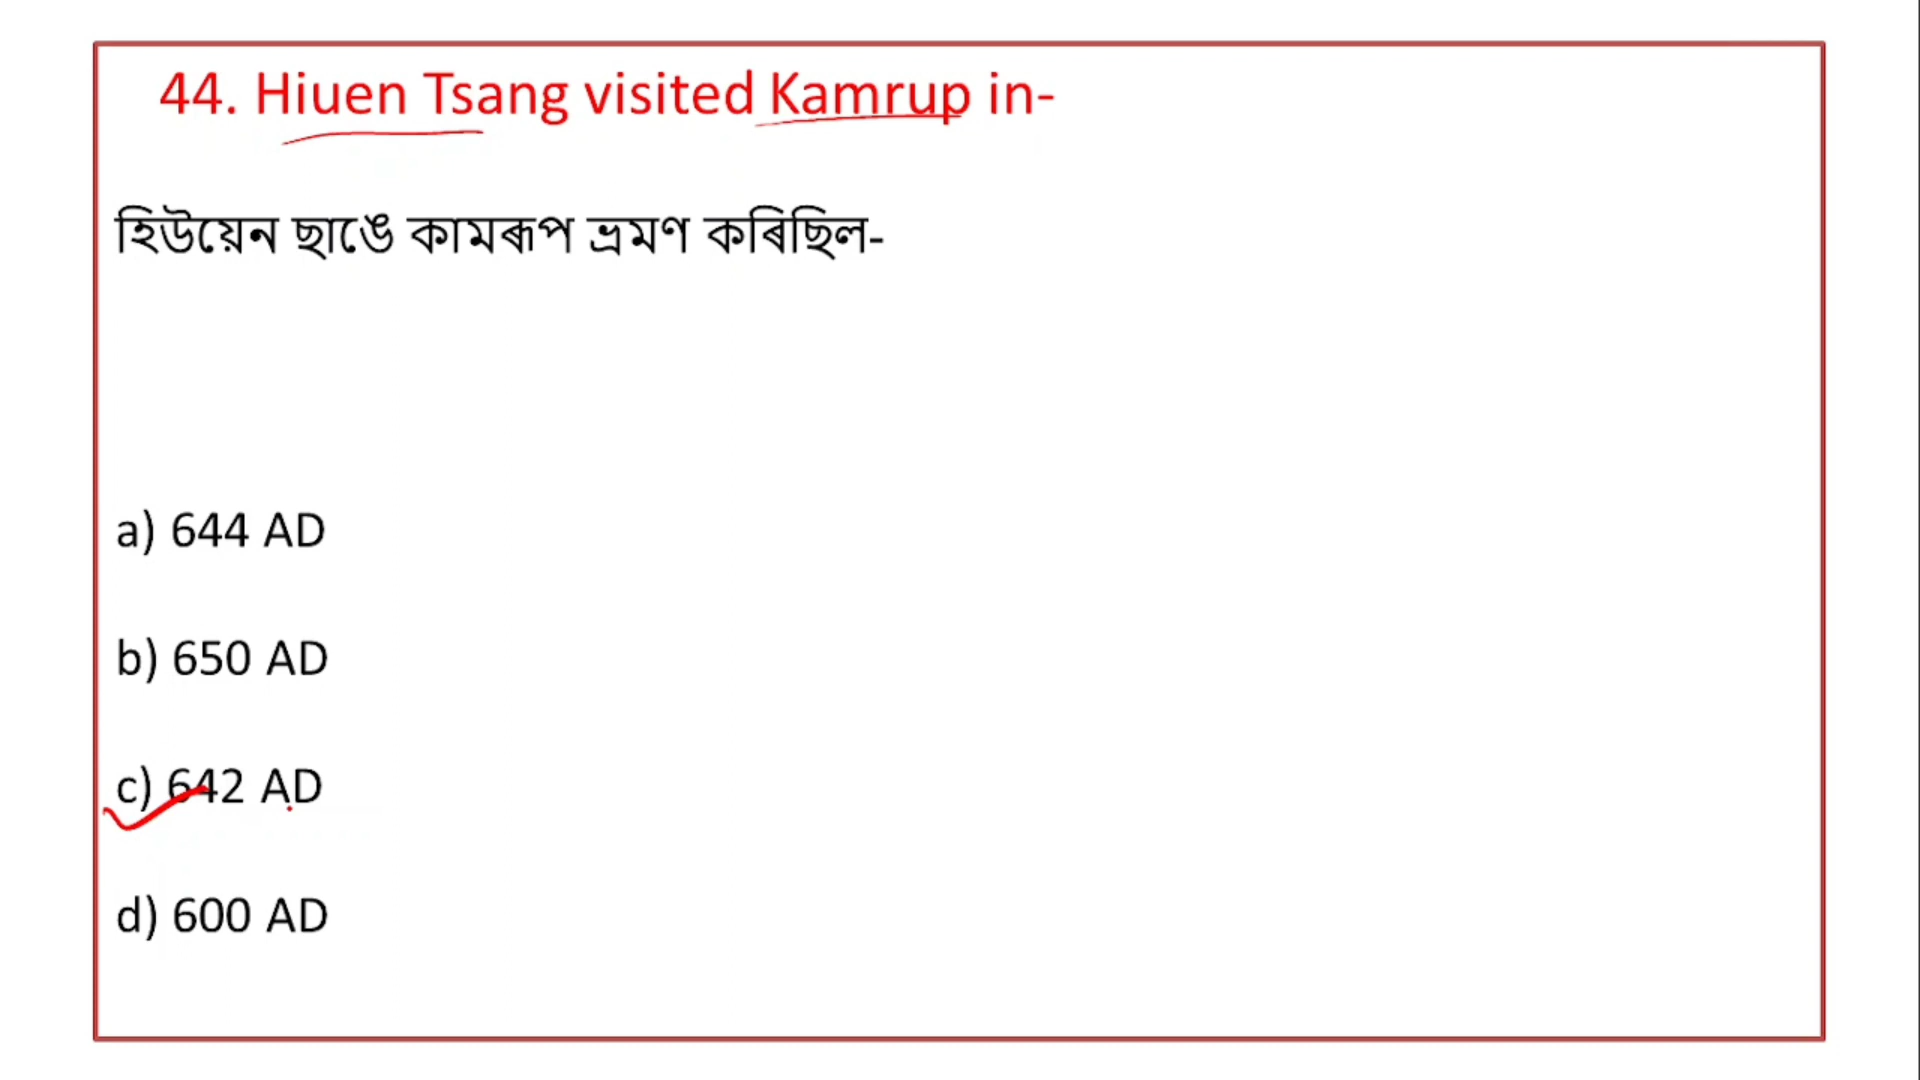 44. Hiuen Tsang visited Kamrup in-
হিউয়েন ছাঙে কামৰূপ ভ্ৰমণ কৰিছিল-
a) 644 AD
b) 650 AD
c) 642 AD
d) 600 AD